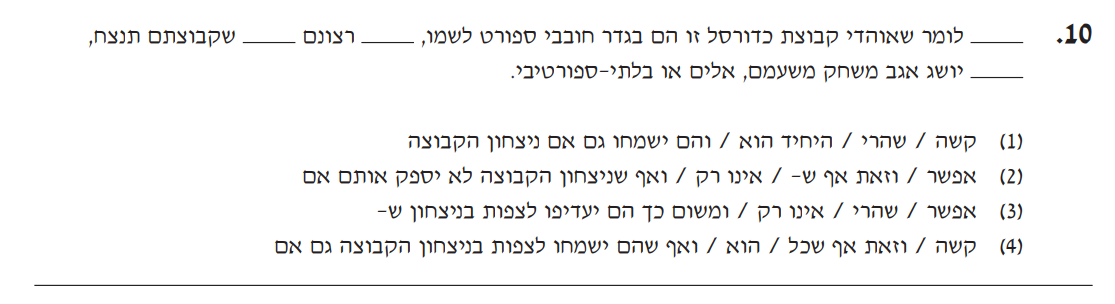 10. _____ לומר שאוהדי קבוצת כדורסל זו הם בגדר חובבי ספורט לשמו, _____ רצונם _____ שקבוצתם תנצח,
_____ יושג אגב משחק משעמם, אלים או בלתי-ספורטיבי.
(1) קשה / שהרי / היחיד הוא / והם ישמחו גם אם ניצחון הקבוצה
(2) אפשר / וזאת אף ש- / אינו רק / ואף שניצחון הקבוצה לא יספק אותם אם
(3) אפשר / שהרי / אינו רק / ומשום כך הם יעדיפו לצפות בניצחון ש-
(4) קשה / וזאת אף שכל / הוא / ואף שהם ישמחו לצפות בניצחון הקבוצה גם אם